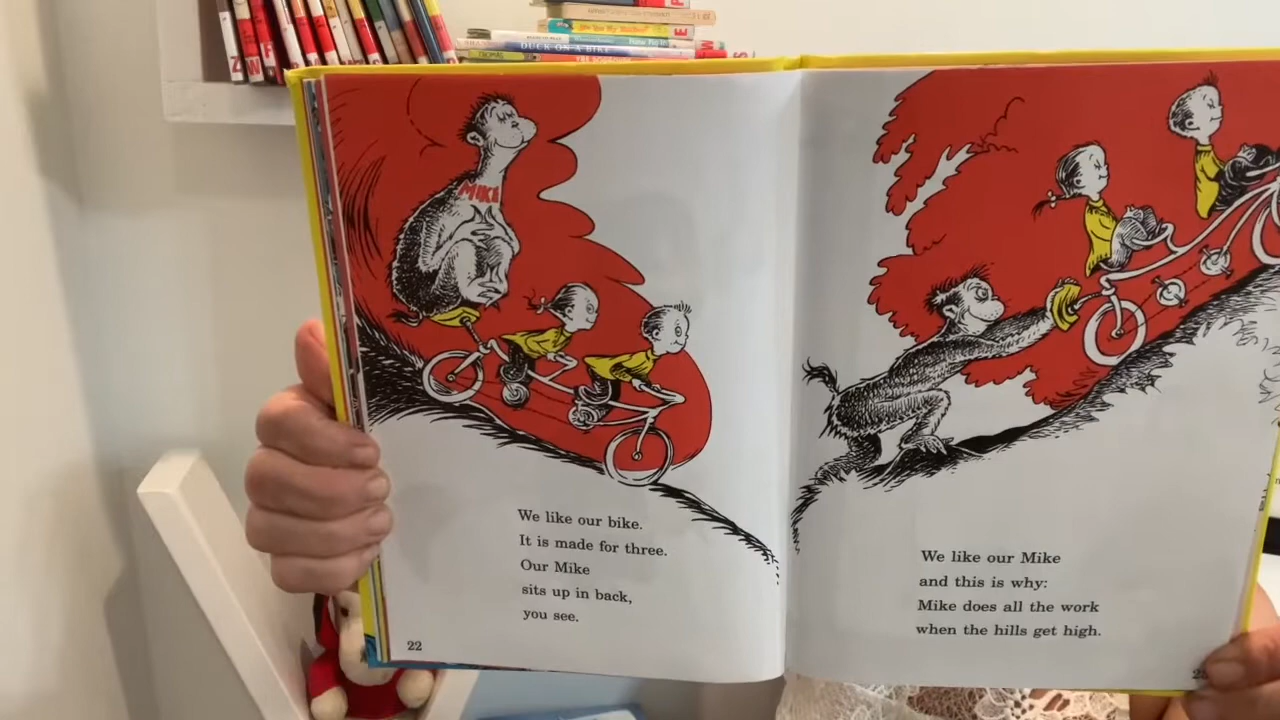 DUCK ON A BIKE
MIKE
We like our bike.
It is made for three.
Our Mike
sits up in back,
you see.
22
We like our Mike
and this is why:
Mike does all the work
when the hills get high.